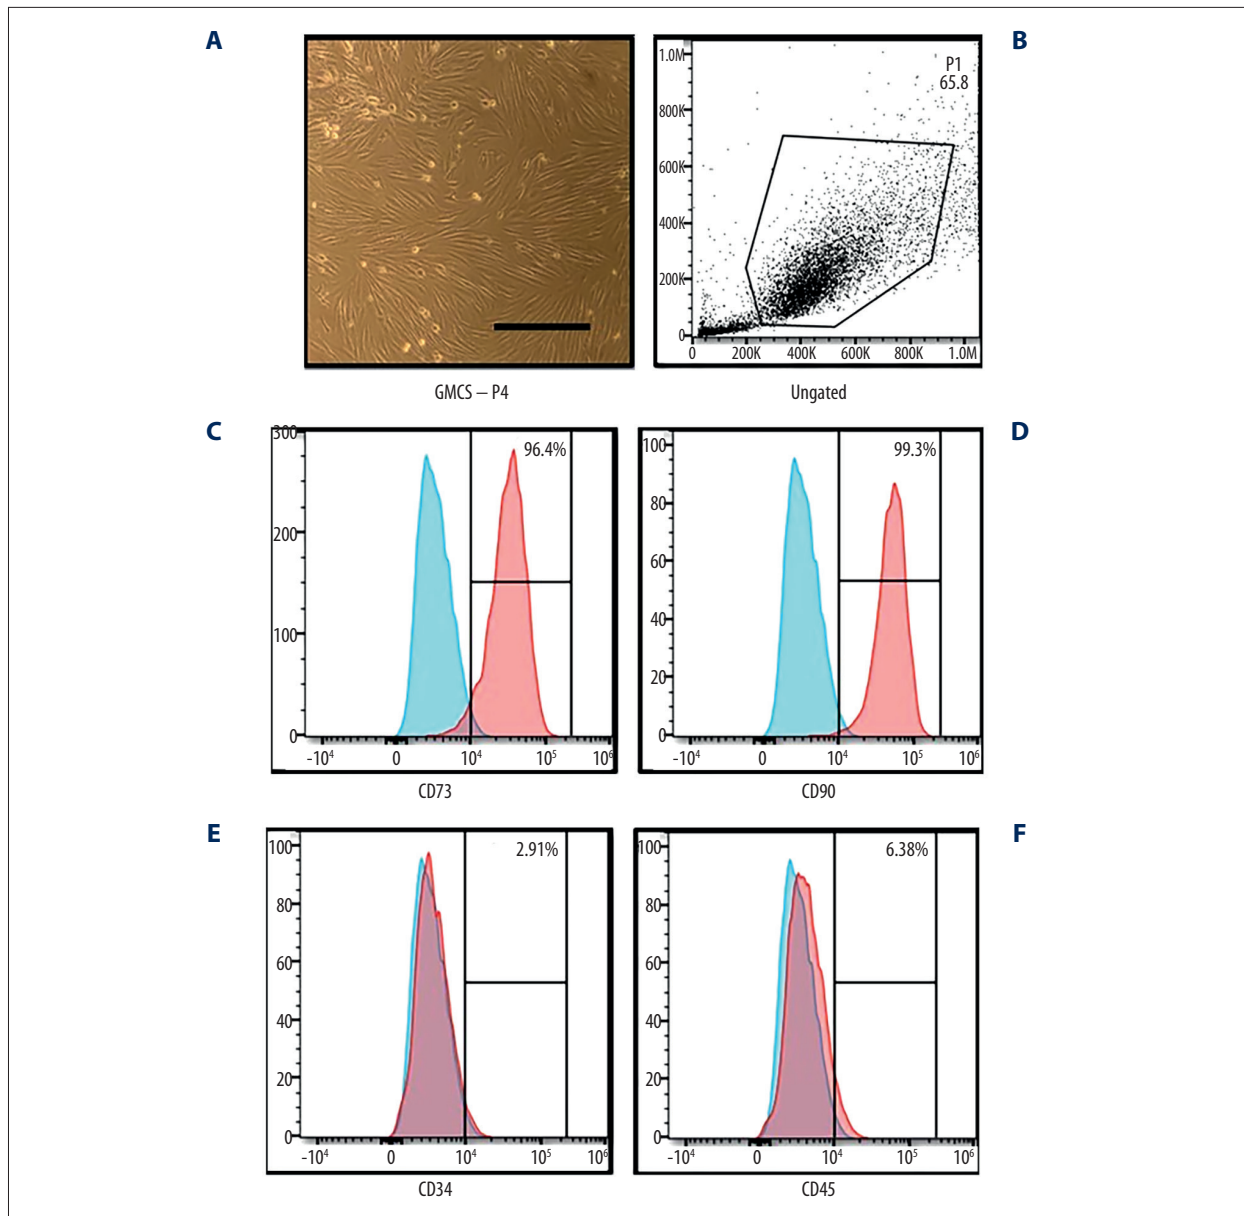 A
GMCS – P4
B
P1
65.8
1.0M
800K
600K
400K
200K
0
0 200K 400K 600K 800K 1.0M
Ungated
C
300
200
100
0
96.4%
-10⁴ 0 10⁴ 10⁵ 10⁶
CD73
D
100
80
60
40
20
0
99.3%
-10⁴ 0 10⁴ 10⁵ 10⁶
CD90
E
100
80
60
40
20
0
2.91%
-10⁴ 0 10⁴ 10⁵ 10⁶
CD34
F
100
80
60
40
20
0
6.38%
-10⁴ 0 10⁴ 10⁵ 10⁶
CD45